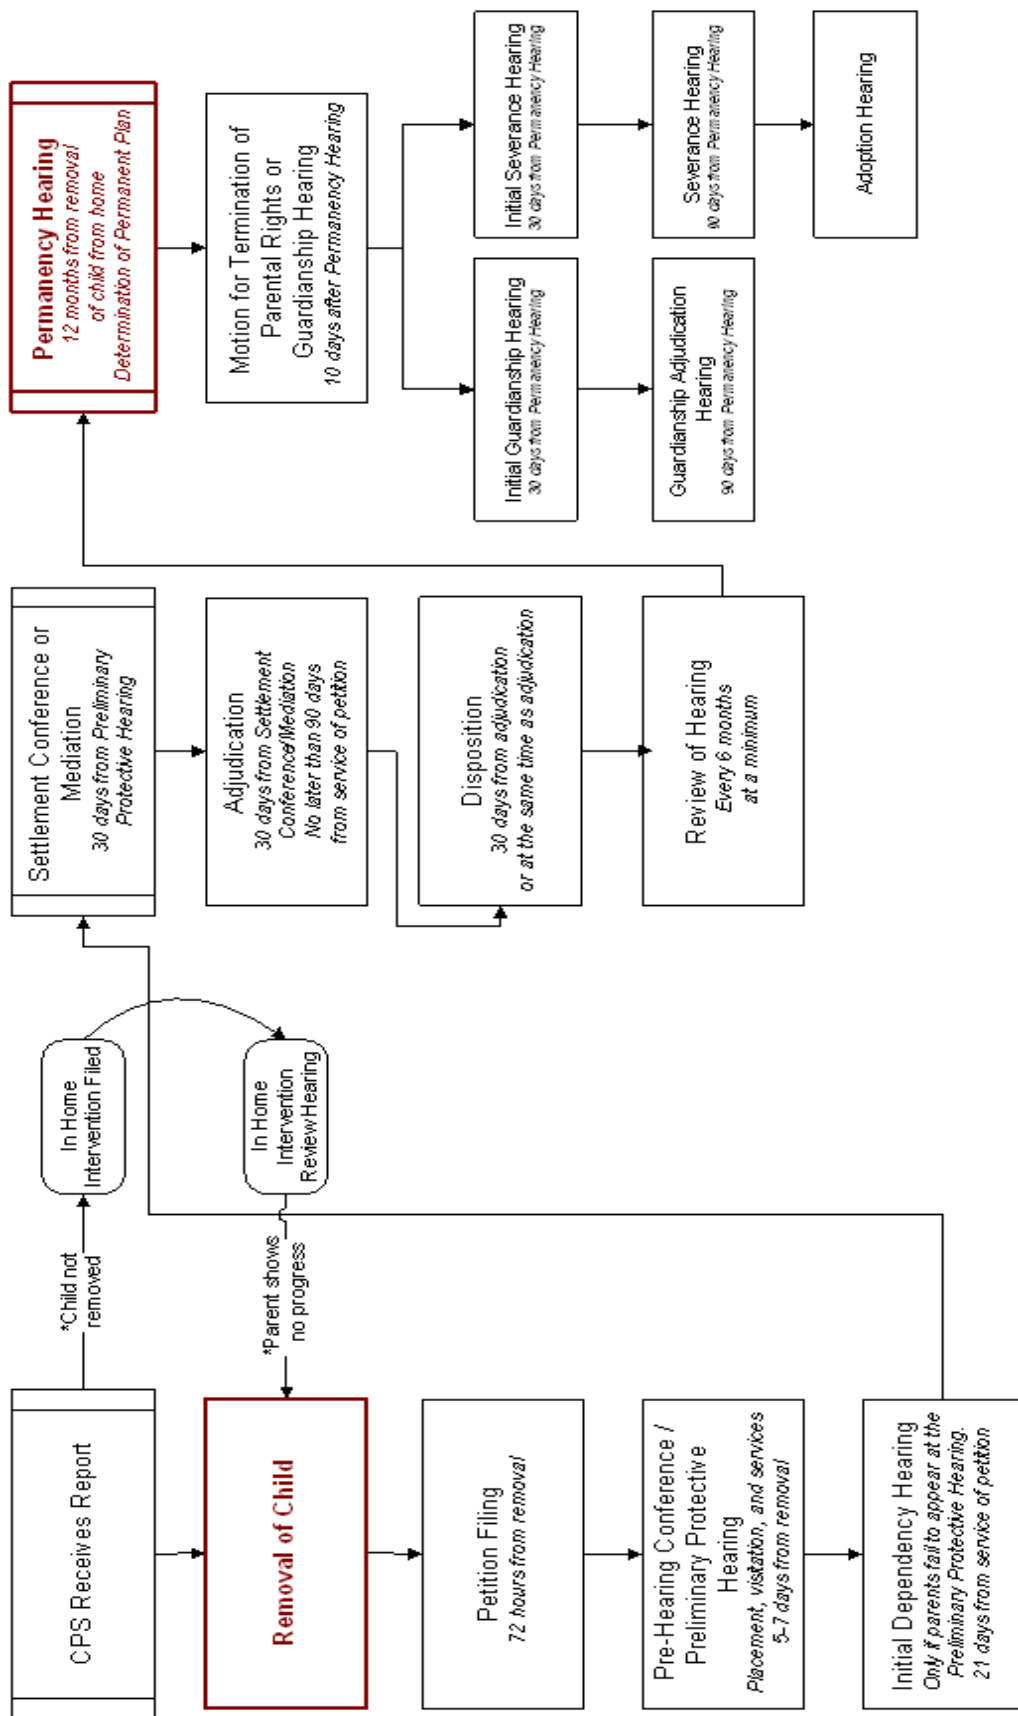 CPS Receives Report
*Child not
removed
In Home
Intervention Filed
In Home
Intervention
Review Hearing
*Parent shows
no progress
Removal of Child
Petition Filing
72 hours from removal
Pre-Hearing Conference /
Preliminary Protective
Hearing
Placement, visitation, and services
5-7 days from removal
Initial Dependency Hearing
Only if parents fail to appear at the
Preliminary Protective Hearing.
21 days from service of petition
Settlement Conference or
Mediation
30 days from Preliminary
Protective Hearing
Adjudication
30 days from Settlement
Conference/Mediation
No later than 90 days
from service of petition
Disposition
30 days from adjudication
or at the same time as adjudication
Review of Hearing
Every 6 months
at a minimum
Permanency Hearing
12 months from removal
of child from home
Determination of Permanent Plan
Motion for Termination of
Parental Rights or
Guardianship Hearing
10 days after Permanency Hearing
Initial Guardianship Hearing
30 days from Permanency Hearing
Guardianship Adjudication
Hearing
90 days from Permanency Hearing
Initial Severance Hearing
30 days from Permanency Hearing
Severance Hearing
90 days from Permanency Hearing
Adoption Hearing